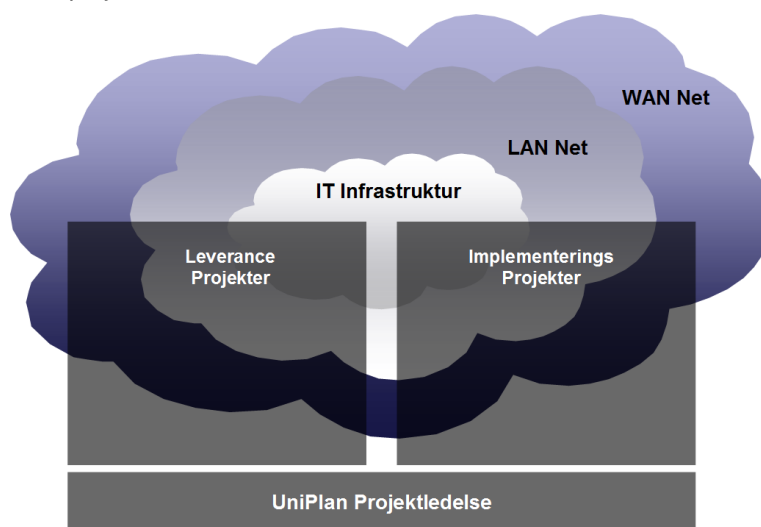 WAN Net
LAN Net
IT Infrastruktur
Leverance
Projekter
Implementerings
Projekter
UniPlan Projektledelse